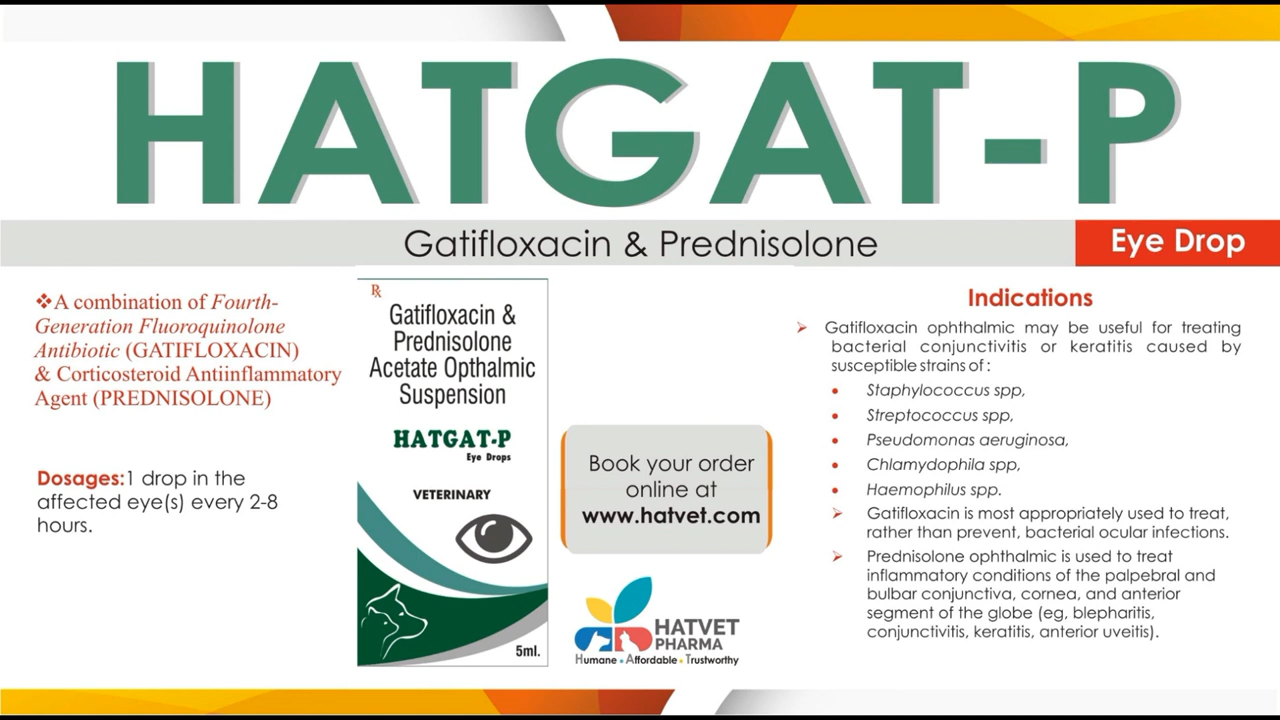 HATGAT-P
Gatifloxacin & Prednisolone
Eye Drop
❖A combination of Fourth-
Generation Fluoroquinolone
Antibiotic (GATIFLOXACIN)
& Corticosteroid Antiinflammatory
Agent (PREDNISOLONE)
Dosages:1 drop in the
affected eye(s) every 2-8
hours.
Rx
Gatifloxacin &
Prednisolone
Acetate Opthalmic
Suspension
HATGAT-P
Eye Drops
VETERINARY
5ml.
Book your order
online at
www.hatvet.com
HATVET
PHARMA
Humane • Affordable • Trustworthy
Indications
➢ Gatifloxacin ophthalmic may be useful for treating
bacterial conjunctivitis or keratitis caused by
susceptible strains of :
• Staphylococcus spp,
• Streptococcus spp,
• Pseudomonas aeruginosa,
• Chlamydophila spp,
• Haemophilus spp.
➢ Gatifloxacin is most appropriately used to treat,
rather than prevent, bacterial ocular infections.
➢ Prednisolone ophthalmic is used to treat
inflammatory conditions of the palpebral and
bulbar conjunctiva, cornea, and anterior
segment of the globe (eg, blepharitis,
conjunctivitis, keratitis, anterior uveitis).